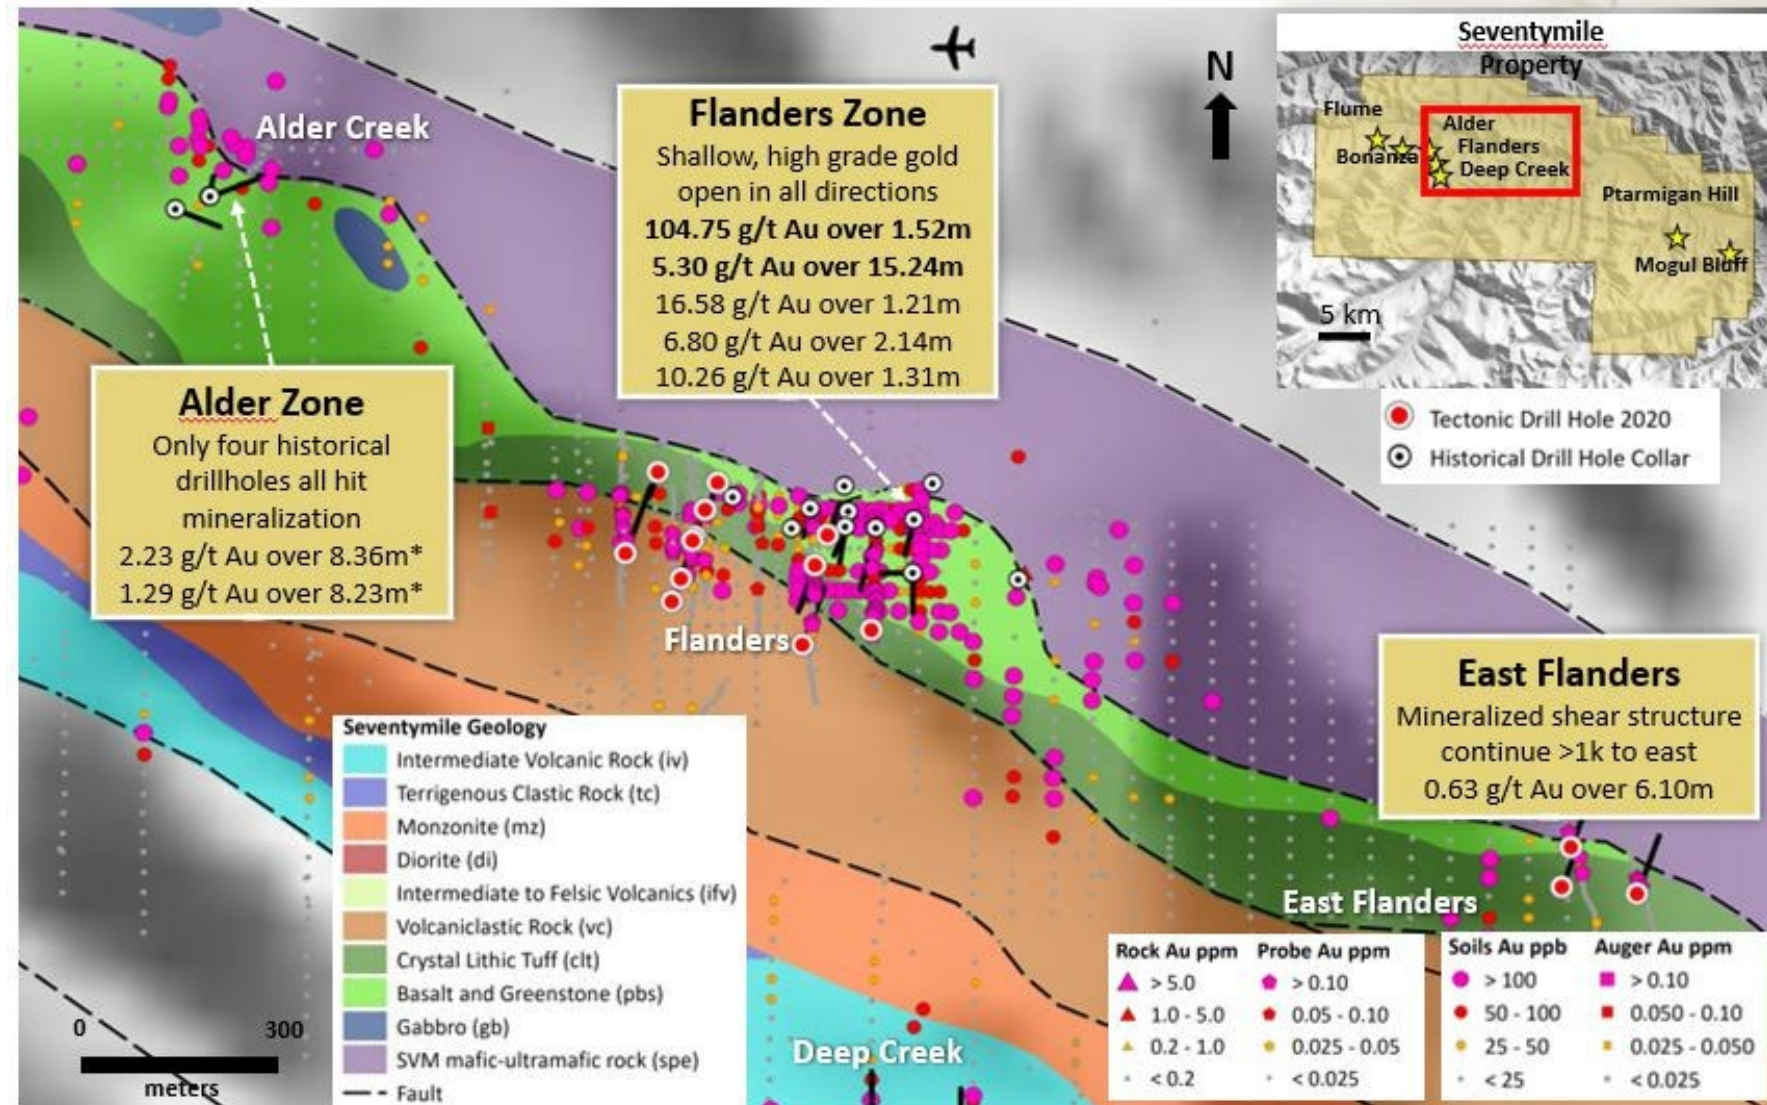 Alder Creek
Flanders Zone
Shallow, high grade gold
open in all directions
104.75 g/t Au over 1.52m
5.30 g/t Au over 15.24m
16.58 g/t Au over 1.21m
6.80 g/t Au over 2.14m
10.26 g/t Au over 1.31m
N
Seventymile
Property
Flume
Bonanza
Alder
Flanders
Deep Creek
Ptarmigan Hill
Mogul Bluff
5 km
Tectonic Drill Hole 2020
Historical Drill Hole Collar
Alder Zone
Only four historical
drillholes all hit
mineralization
2.23 g/t Au over 8.36m*
1.29 g/t Au over 8.23m*
Flanders
East Flanders
Mineralized shear structure
continue >1k to east
0.63 g/t Au over 6.10m
East Flanders
Deep Creek
Seventymile Geology
Intermediate Volcanic Rock (iv)
Terrigenous Clastic Rock (tc)
Monzonite (mz)
Diorite (di)
Intermediate to Felsic Volcanics (ifv)
Volcaniclastic Rock (vc)
Crystal Lithic Tuff (clt)
Basalt and Greenstone (pbs)
Gabbro (gb)
SVM mafic-ultramafic rock (spe)
Fault
0 300
meters
Rock Au ppm
> 5.0
1.0 - 5.0
0.2 - 1.0
< 0.2
Probe Au ppm
> 0.10
0.05 - 0.10
0.025 - 0.05
< 0.025
Soils Au ppb
> 100
50 - 100
25 - 50
< 25
Auger Au ppm
> 0.10
0.050 - 0.10
0.025 - 0.050
< 0.025